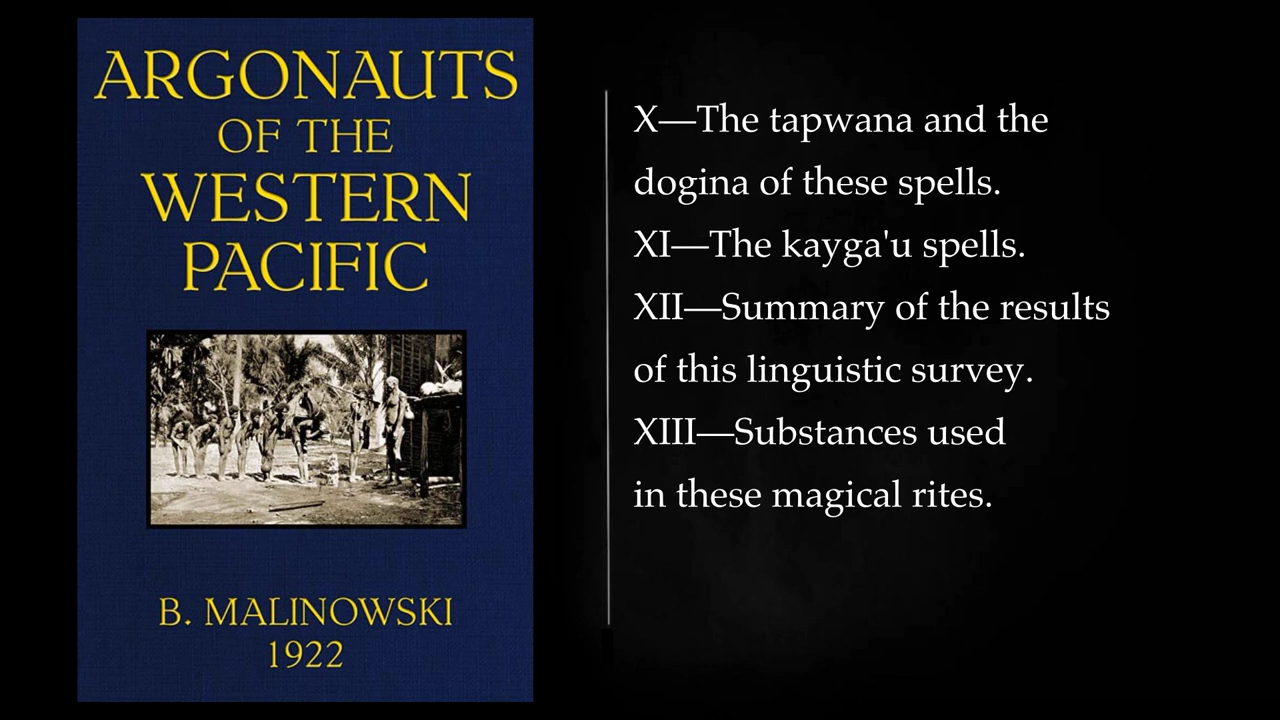 ARGONAUTS
OF THE
WESTERN
PACIFIC
B. MALINOWSKI
1922
X—The tapwana and the
dogina of these spells.
XI—The kayga'u spells.
XII—Summary of the results
of this linguistic survey.
XIII—Substances used
in these magical rites.